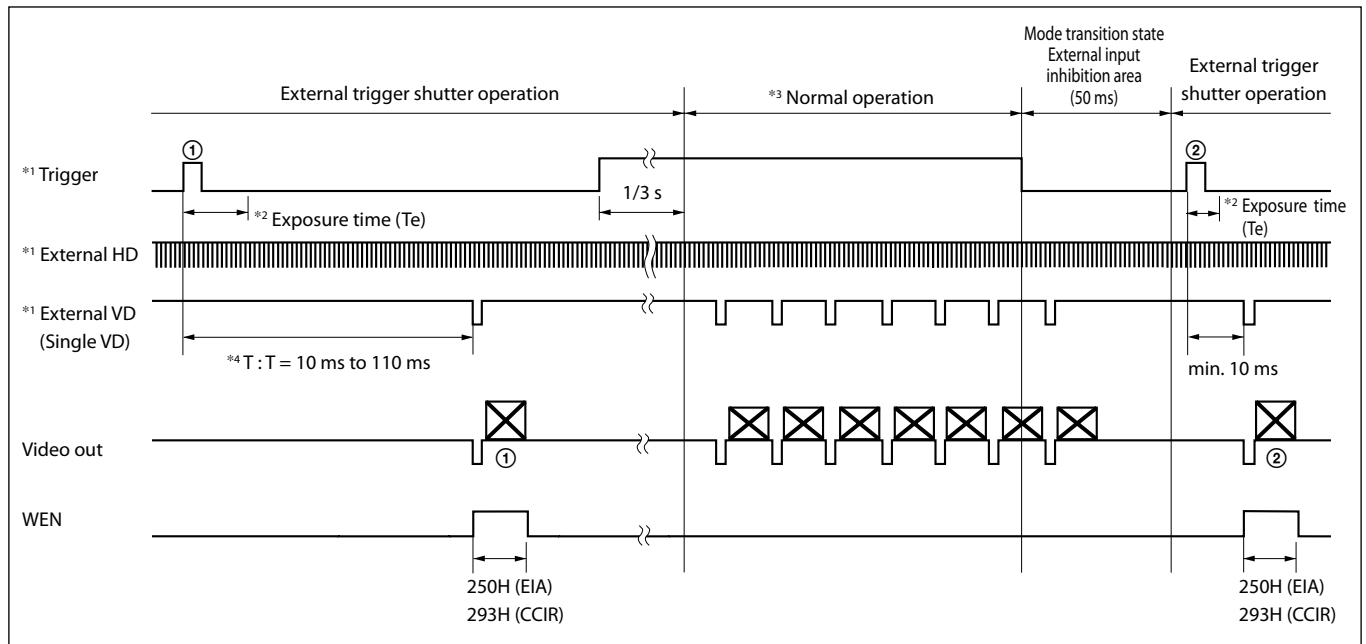 Mode transition state
External input
inhibition area
(50 ms)
External trigger
shutter operation
External trigger shutter operation
*3 Normal operation
①
②
*1 Trigger
1/3 s
*2 Exposure time (Te)
*2 Exposure time
(Te)
*1 External HD
*1 External VD
(Single VD)
*4 T : T = 10 ms to 110 ms
min. 10 ms
Video out
①
②
WEN
250H (EIA)
293H (CCIR)
250H (EIA)
293H (CCIR)